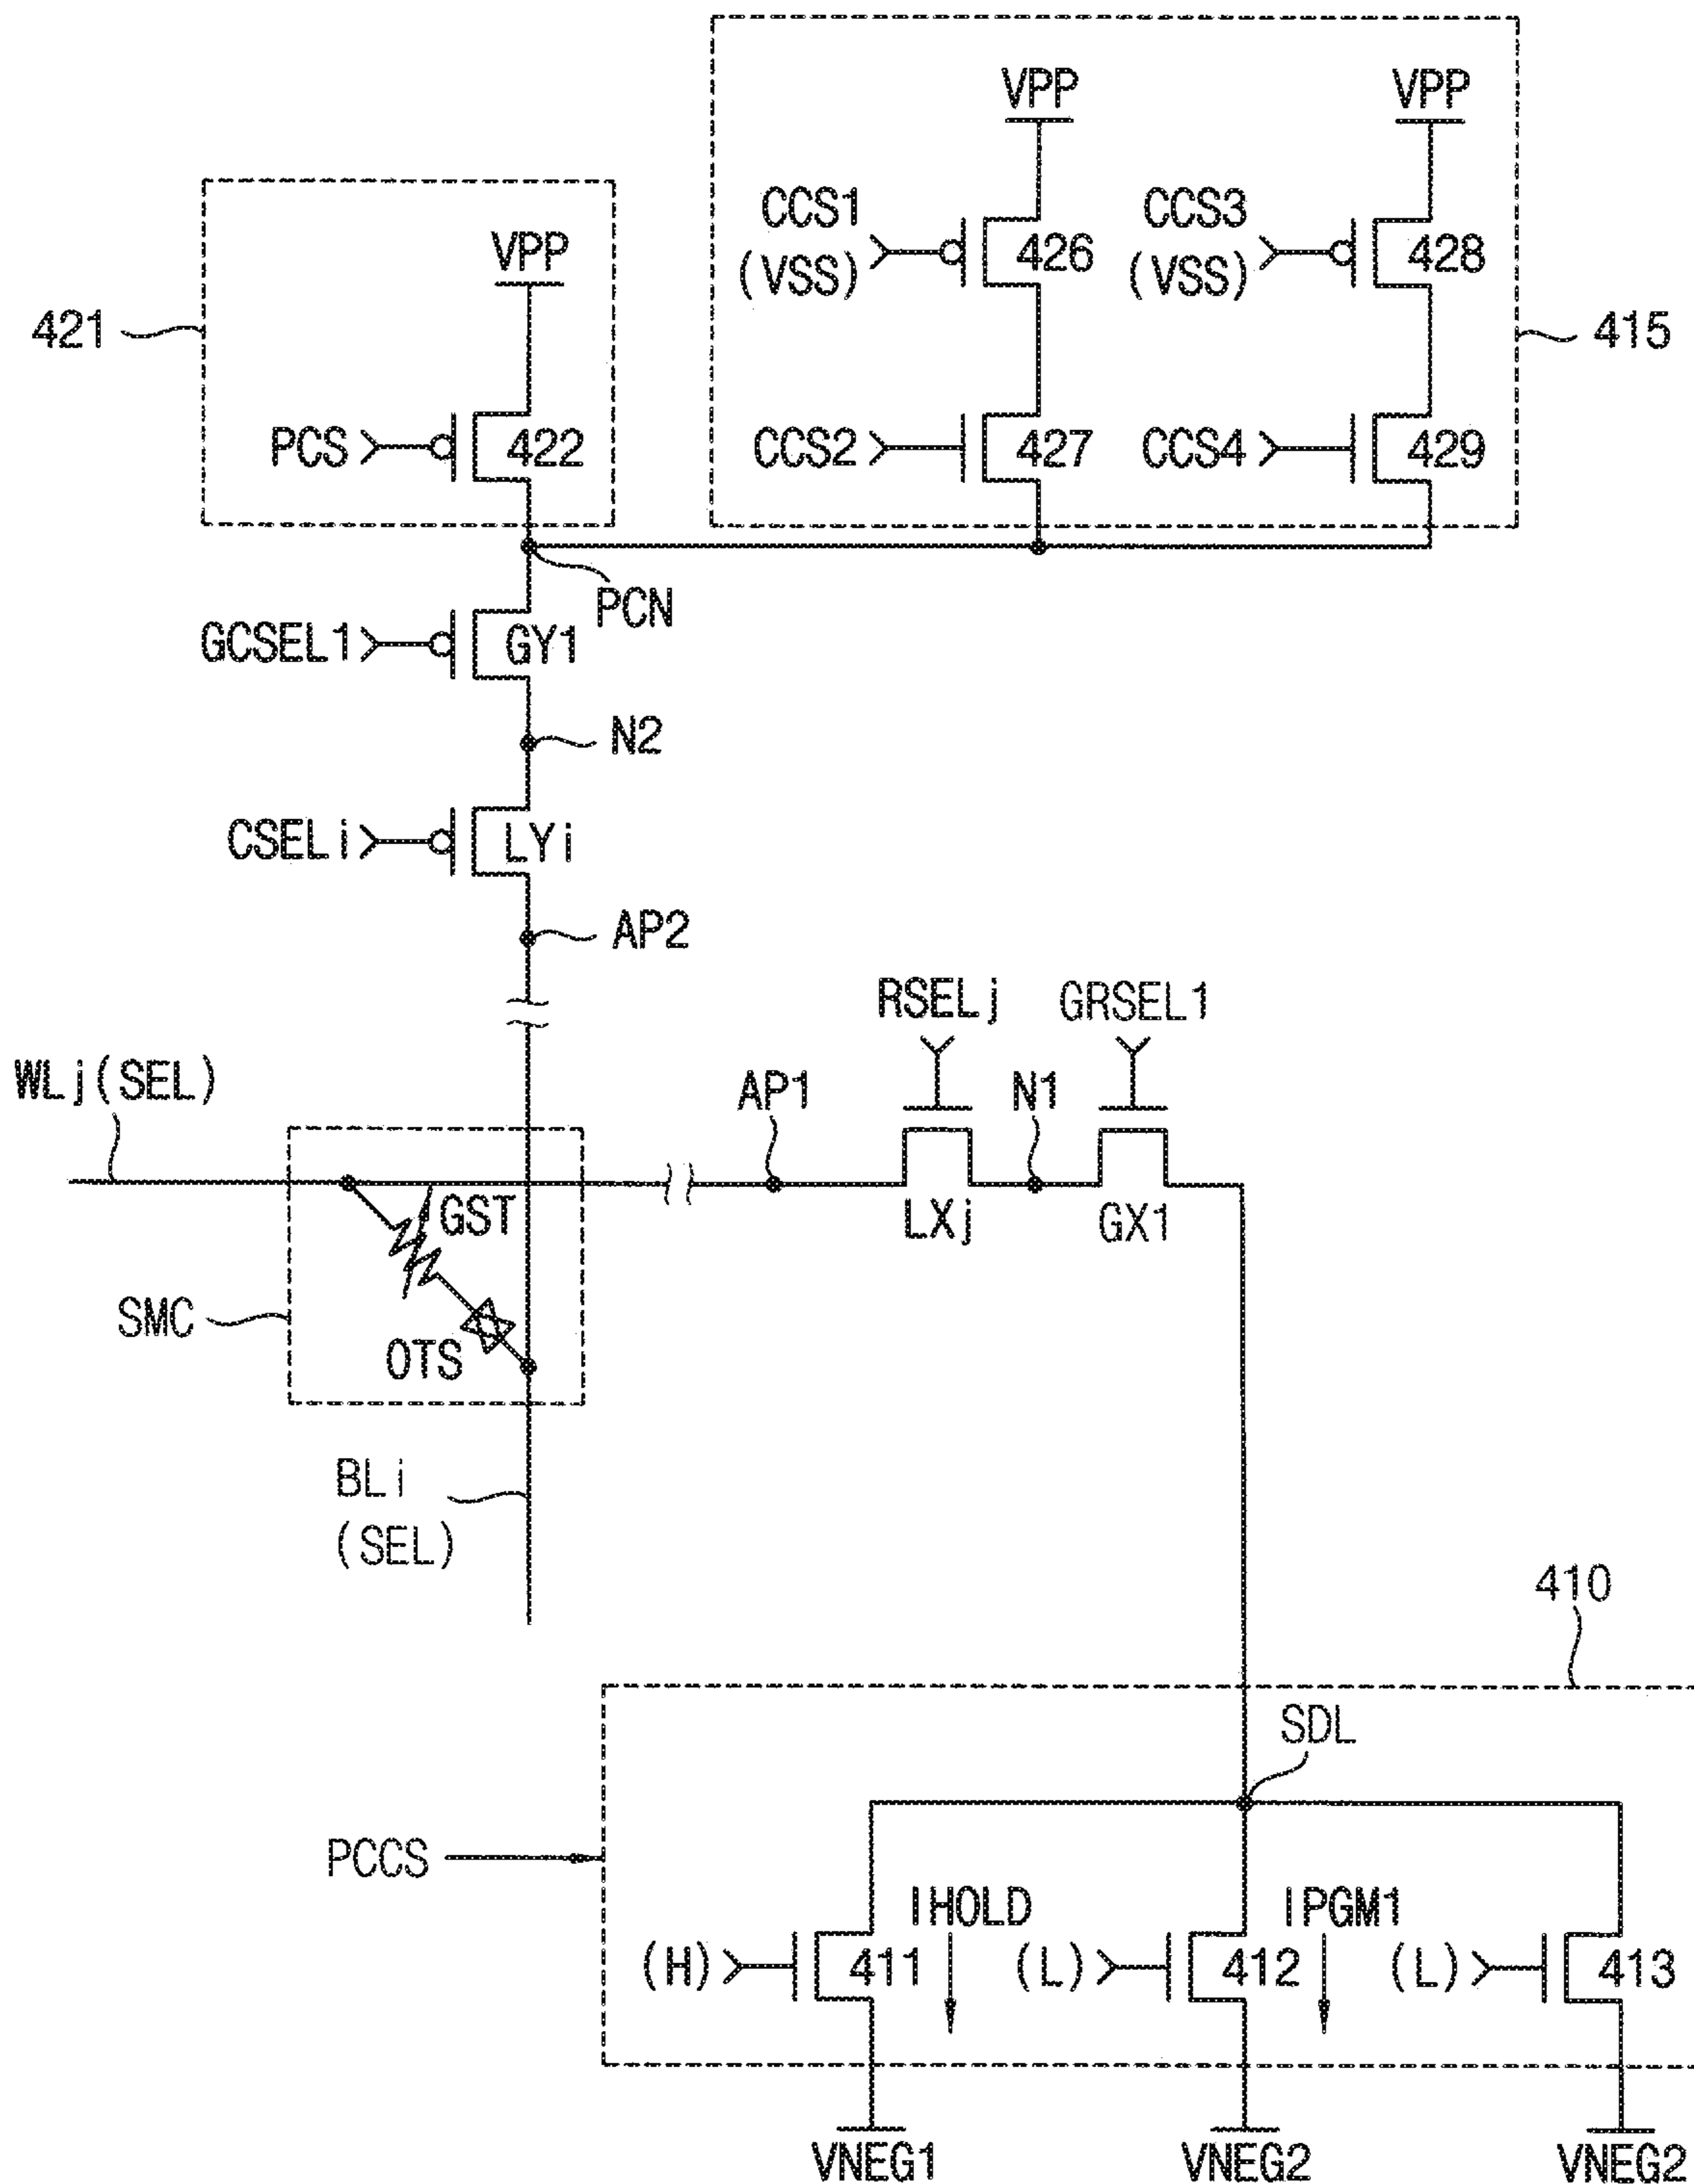 VPP
VPP
CCS1
(VSS)
426
CCS3
(VSS)
428
VPP
421
415
PCS
422
CCS2
427
CCS4
429
PCN
GCSEL1
GY1
N2
CSELi
LYi
AP2
RSELj
GRSEL1
WLj(SEL)
AP1
N1
GST
LXj
GX1
SMC
OTS
BLi
(SEL)
410
SDL
PCCS
IHOLD
IPGM1
(H)
411
(L)
412
(L)
413
VNEG1
VNEG2
VNEG2